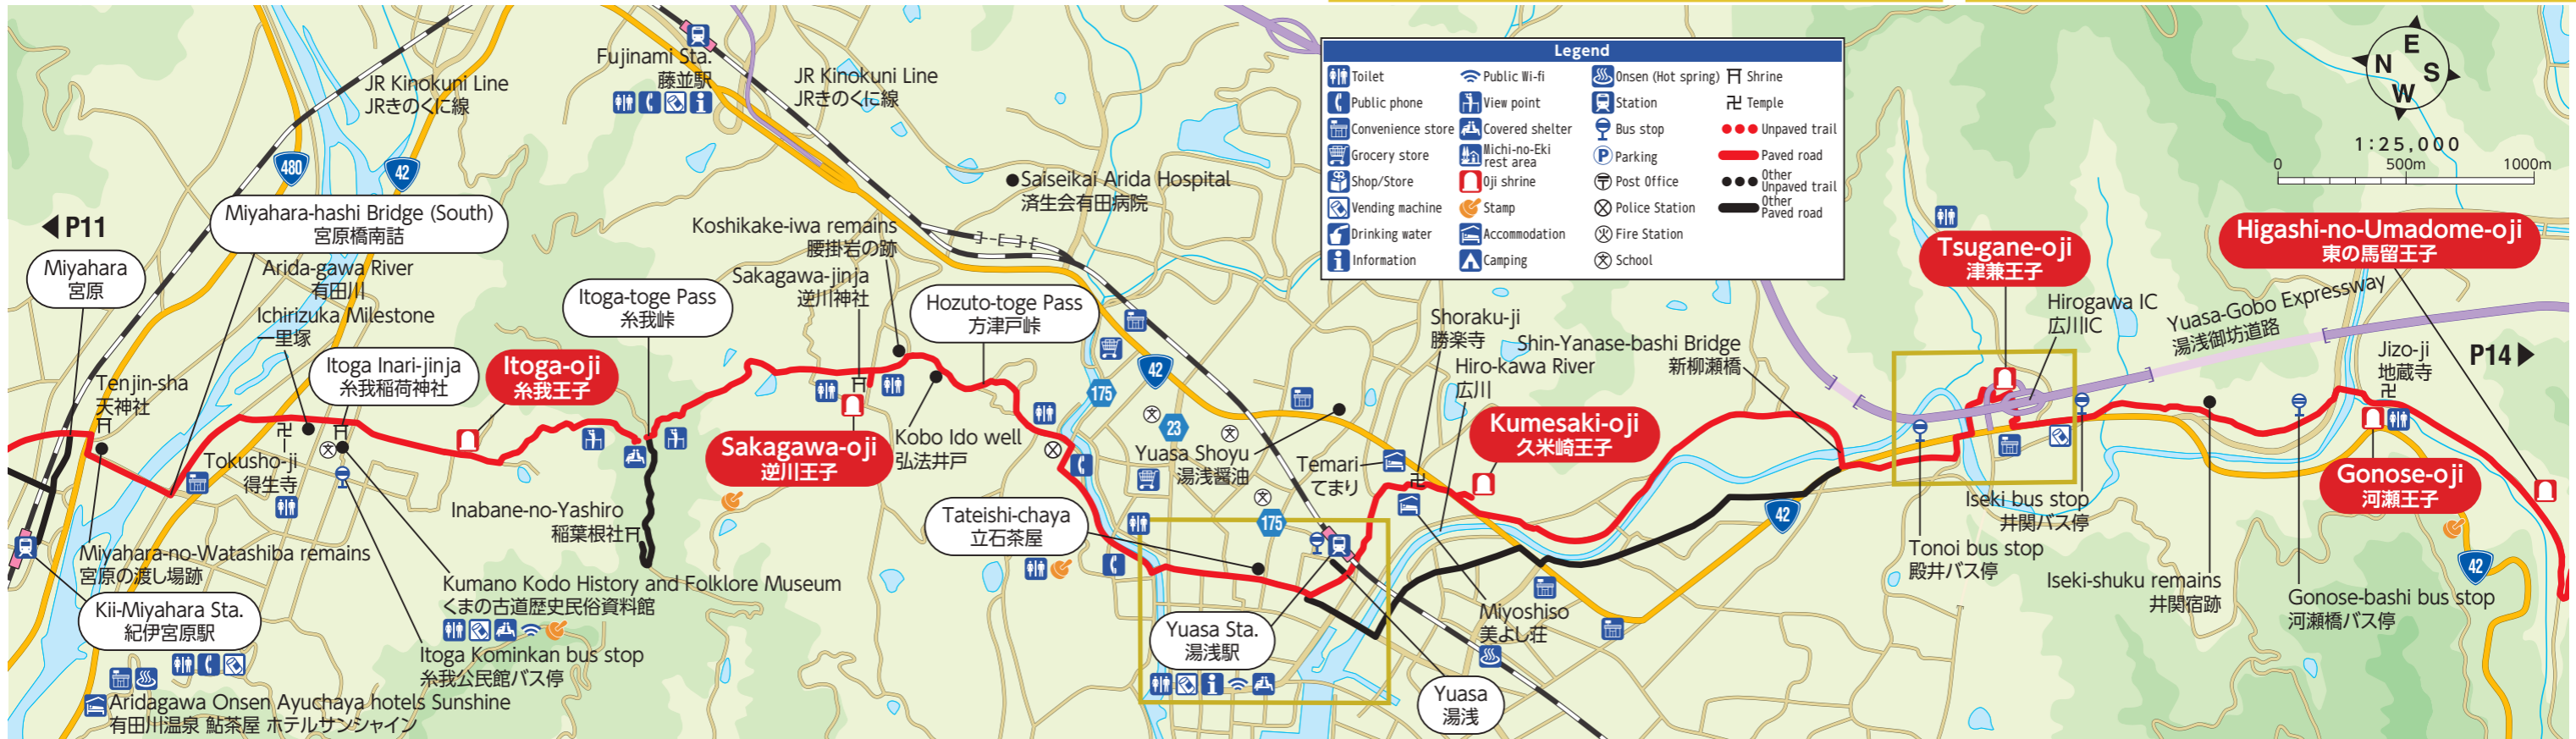 Legend
Toilet
Public phone
Convenience store
Grocery store
Shop/Store
Vending machine
Drinking water
Information
Public Wi-fi
View point
Covered shelter
Michi-no-Eki
rest area
Oji shrine
Stamp
Accommodation
Camping
Onsen (Hot spring)
Station
Bus stop
Parking
Post Office
Police Station
Fire Station
School
Shrine
Temple
Unpaved trail
Paved road
Other
Unpaved trail
Other
Paved road
N
E
S
W
1:25,000
0
500m
1000m
P11
Miyahara
宮原
Tenjin-sha
天神社
Miyahara-no-Watashiba remains
宮原の渡し場跡
Kii-Miyahara Sta.
紀伊宮原駅
Aridagawa Onsen Ayuchaya hotels Sunshine
有田川温泉 鮎茶屋 ホテルサンシャイン
JR Kinokuni Line
JRきのくに線
480
42
Miyahara-hashi Bridge (South)
宮原橋南詰
Arida-gawa River
有田川
Ichirizuka Milestone
一里塚
Itoga Inari-jinja
糸我稲荷神社
Tokusho-ji
得生寺
Itoga-oji
糸我王子
Itoga-toge Pass
糸我峠
Inabane-no-Yashiro
稲葉根社
Kumano Kodo History and Folklore Museum
くまの古道歴史民俗資料館
Itoga Kominkan bus stop
糸我公民館バス停
Fujinami Sta.
藤並駅
JR Kinokuni Line
JRきのくに線
Saiseikai Arida Hospital
済生会有田病院
Koshikake-iwa remains
腰掛岩の跡
Sakagawa-jinja
逆川神社
Hozuto-toge Pass
方津戸峠
Sakagawa-oji
逆川王子
Kobo Ido well
弘法井戸
175
42
23
Yuasa Shoyu
湯浅醤油
175
Temari
てまり
Tateishi-chaya
立石茶屋
Yuasa Sta.
湯浅駅
Yuasa
湯浅
Shoraku-ji
勝楽寺
Hiro-kawa River
広川
Shin-Yanase-bashi Bridge
新柳瀬橋
Kumesaki-oji
久米崎王子
Miyoshiso
美よし荘
42
Tsugane-oji
津兼王子
Hirogawa IC
広川IC
Yuasa-Gobo Expressway
湯浅御坊道路
Higashi-no-Umadome-oji
東の馬留王子
Jizo-ji
地蔵寺
P14
Gonose-oji
河瀬王子
Iseki bus stop
井関バス停
Tonoi bus stop
殿井バス停
Iseki-shuku remains
井関宿跡
Gonose-bashi bus stop
河瀬橋バス停
42